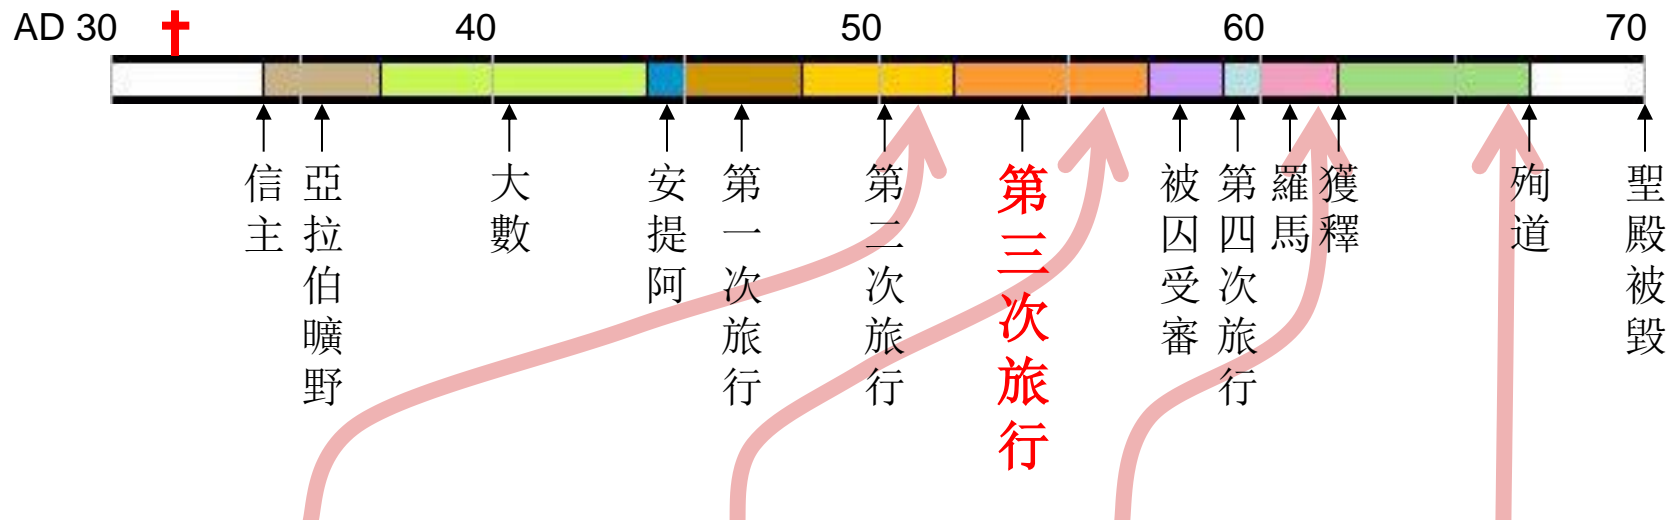 AD 30
40
50
60
70
信主
亞拉伯曠野
大數
安提阿
第一次旅行
第二次旅行
第三次旅行
被囚受審
第四次旅行
羅馬
獲釋
殉道
聖殿被毀